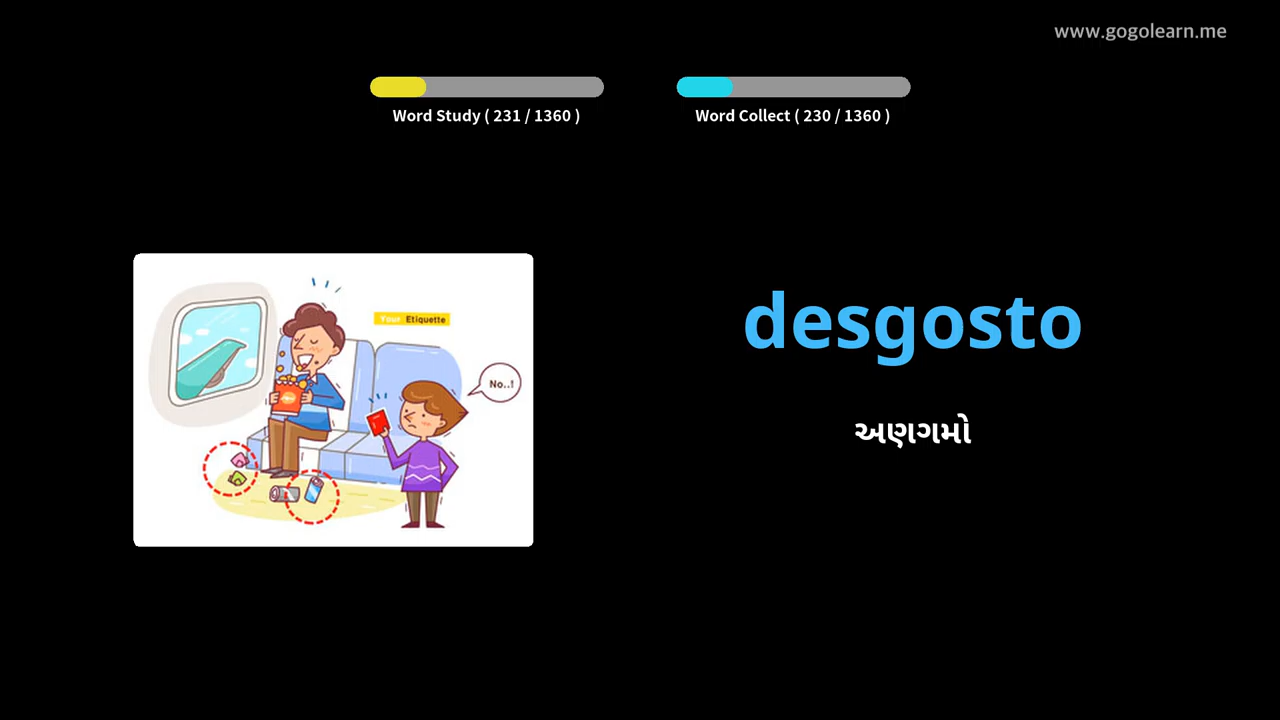 www.gogolearn.me
Word Study ( 231 / 1360 )
Word Collect ( 230 / 1360 )
Your Etiquette
No..!
desgosto
અણગમો